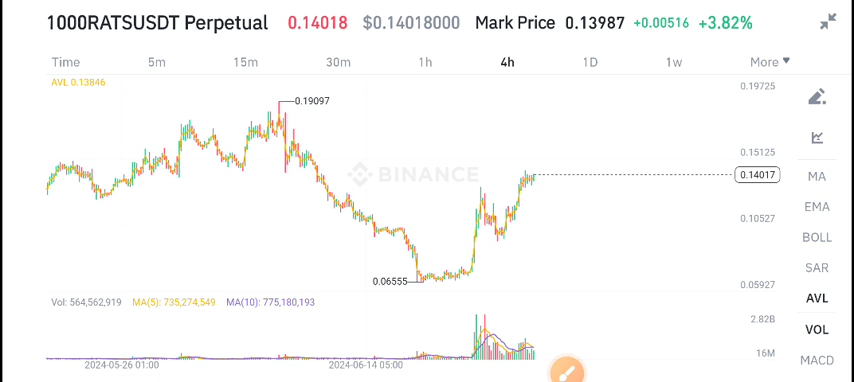 1000RATSUSDT Perpetual 0.14018 $0.14018000 Mark Price 0.13987 +0.00516 +3.82%
Time 5m 15m 30m 1h 4h 1D 1w More
AVL 0.13846
0.19725
0.19097
0.15125
BINANCE
0.14017
MA
EMA
0.10527
BOLL
SAR
0.06555
0.05927
AVL
Vol: 564,562,919 MA(5): 735,274,549 MA(10): 775,180,193
2.82B
VOL
16M
MACD
2024-05-26 01:00 2024-06-14 05:00